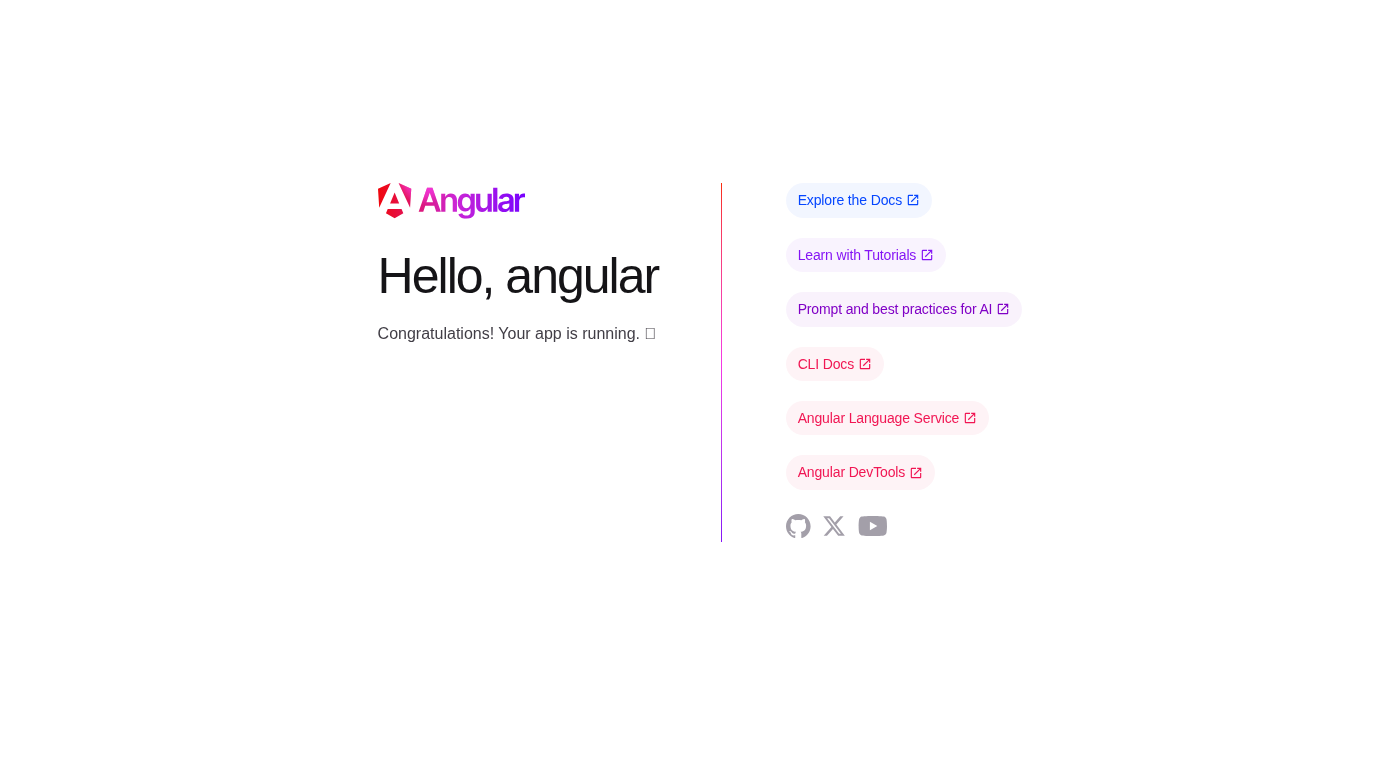 Angular
Hello, angular
Congratulations! Your app is running.
Explore the Docs
Learn with Tutorials
Prompt and best practices for AI
CLI Docs
Angular Language Service
Angular DevTools